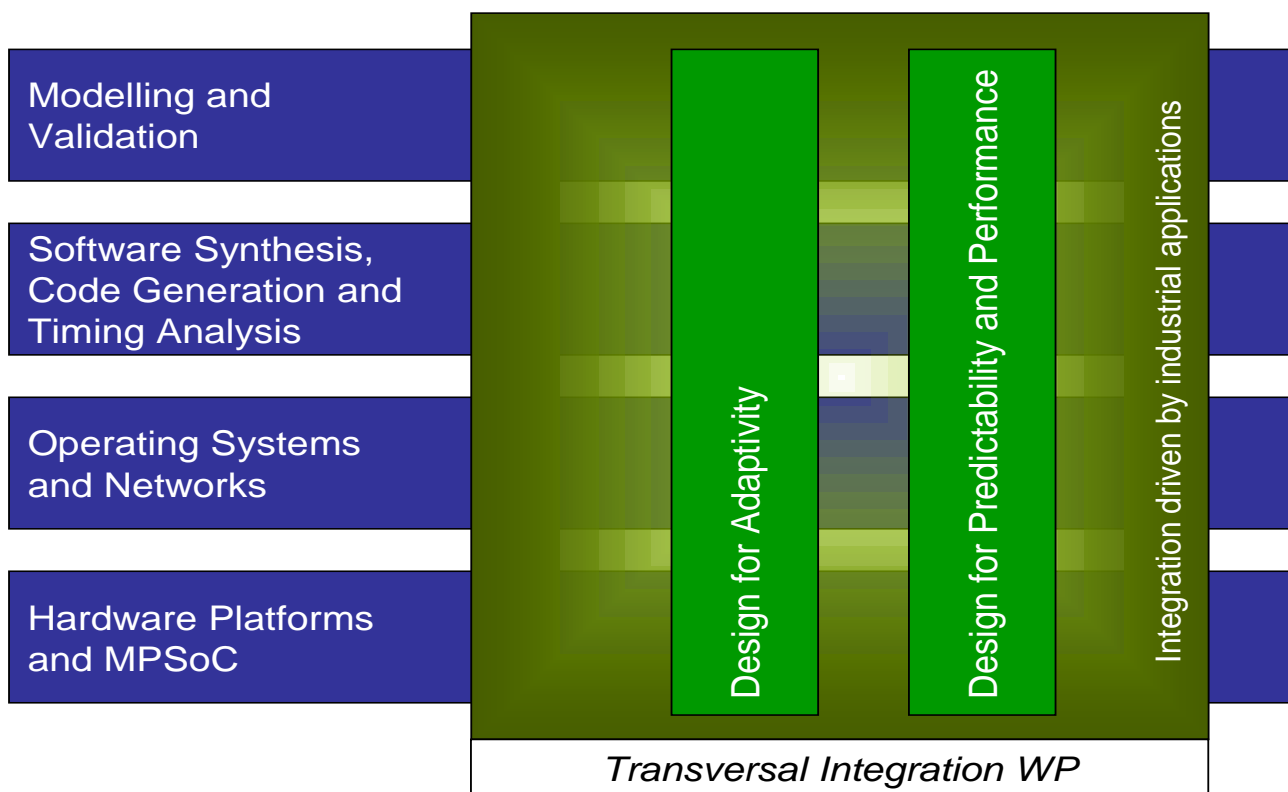 Modelling and
Validation
Software Synthesis,
Code Generation and
Timing Analysis
Operating Systems
and Networks
Hardware Platforms
and MPSoC
Design for Adaptivity
Design for Predictability and Performance
Integration driven by industrial applications
Transversal Integration WP